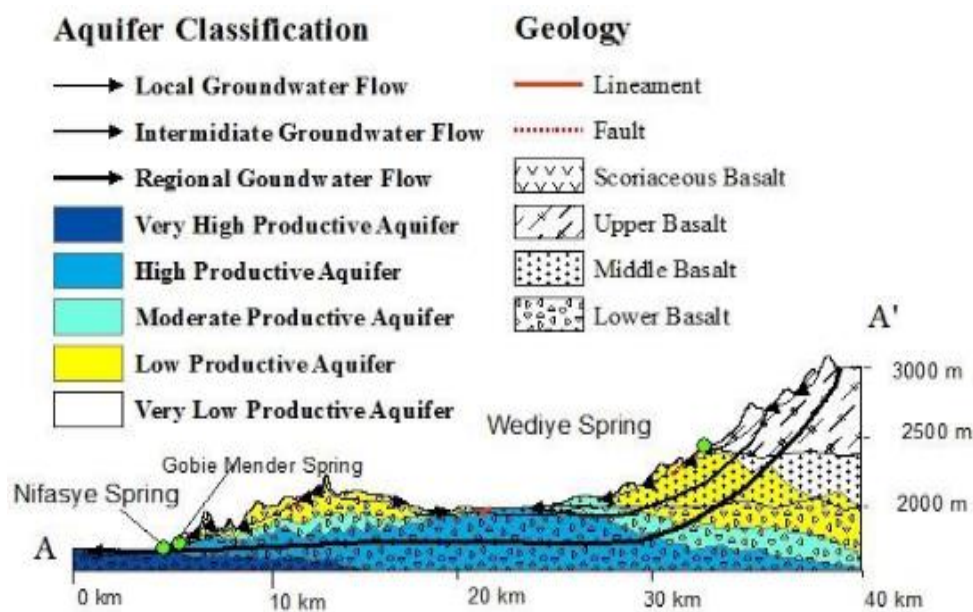 Aquifer Classification
Local Groundwater Flow
Intermidiate Groundwater Flow
Regional Goundwater Flow
Very High Productive Aquifer
High Productive Aquifer
Moderate Productive Aquifer
Low Productive Aquifer
Very Low Productive Aquifer
Geology
Lineament
Fault
Scoriaceous Basalt
Upper Basalt
Middle Basalt
Lower Basalt
A'
3000 m
2500 m
2000 m
Wediye Spring
Gobie Mender Spring
Nifasye Spring
A
0 km
10 km
20 km
30 km
40 km